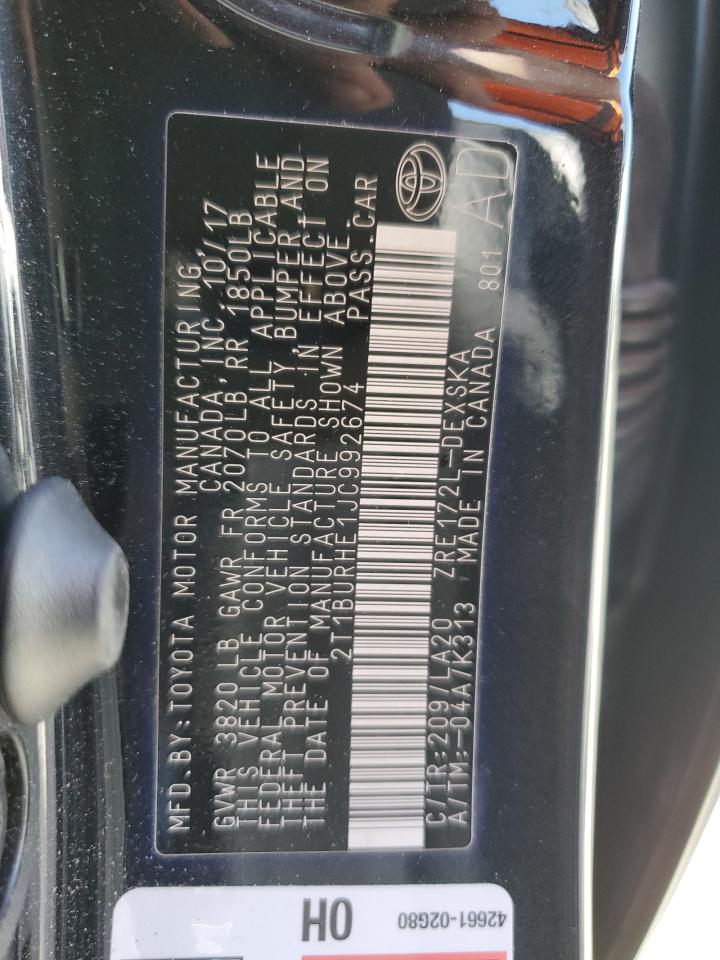 MFD.BY:TOYOTA MOTOR MANUFACTURING
CANADA,INC 10/17
GVWR 3820 LB GAWR FR 2070LB RR 1850LB
THIS VEHICLE CONFORMS TO ALL APPLICABLE
FEDERAL MOTOR VEHICLE SAFETY, BUMPER AND
THEFT PREVENTION STANDARDS IN EFFECT ON
THE DATE OF MANUFACTURE SHOWN ABOVE.
2T1BURHE1JC992674 PASS.CAR
C/TR:209/LA20 ZRE172L-DEXSKA
A/TM:-04A/K313 MADE IN CANADA 801
AD
0H
42661-02G80